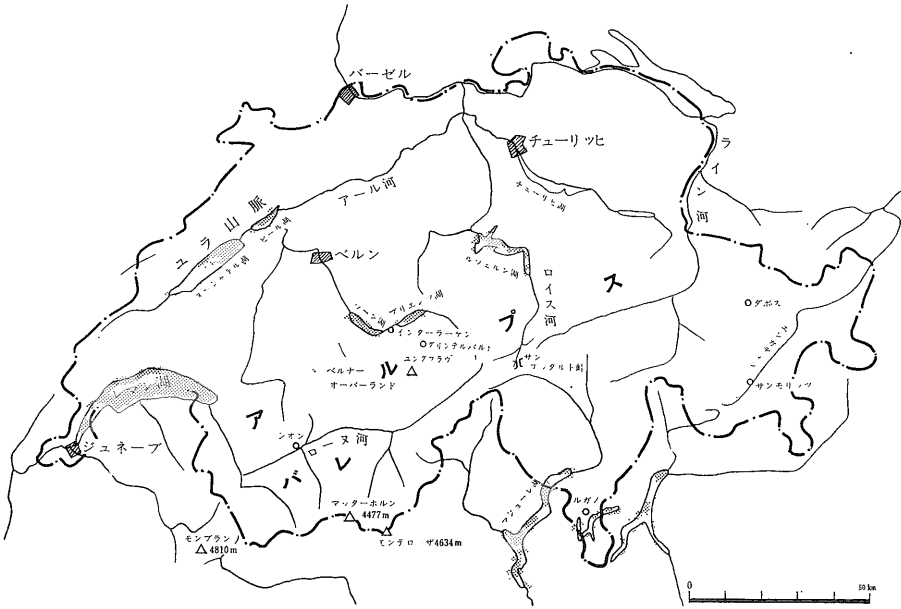 バーゼル
チューリッヒ
ライン河
アール河
チューリヒ湖
ユラ山脈
ビール湖
ヌーシャテル湖
ベルン
ルツェルン湖
ロイス河
アルプス
ダボス
ツーン湖
ブリエンツ湖
インターラーケン
グリンデルバルト
ユングフラウ
ベルナー
オーバーランド
サン
ゴッタルト峠
サンモリッツ
レマン湖
ジュネーブ
シオン
ローヌ河
バレー
マッターホルン
4477m
モンブラン
4810m
モンテローザ4634m
マジョーレ湖
ルガノ
0
50km